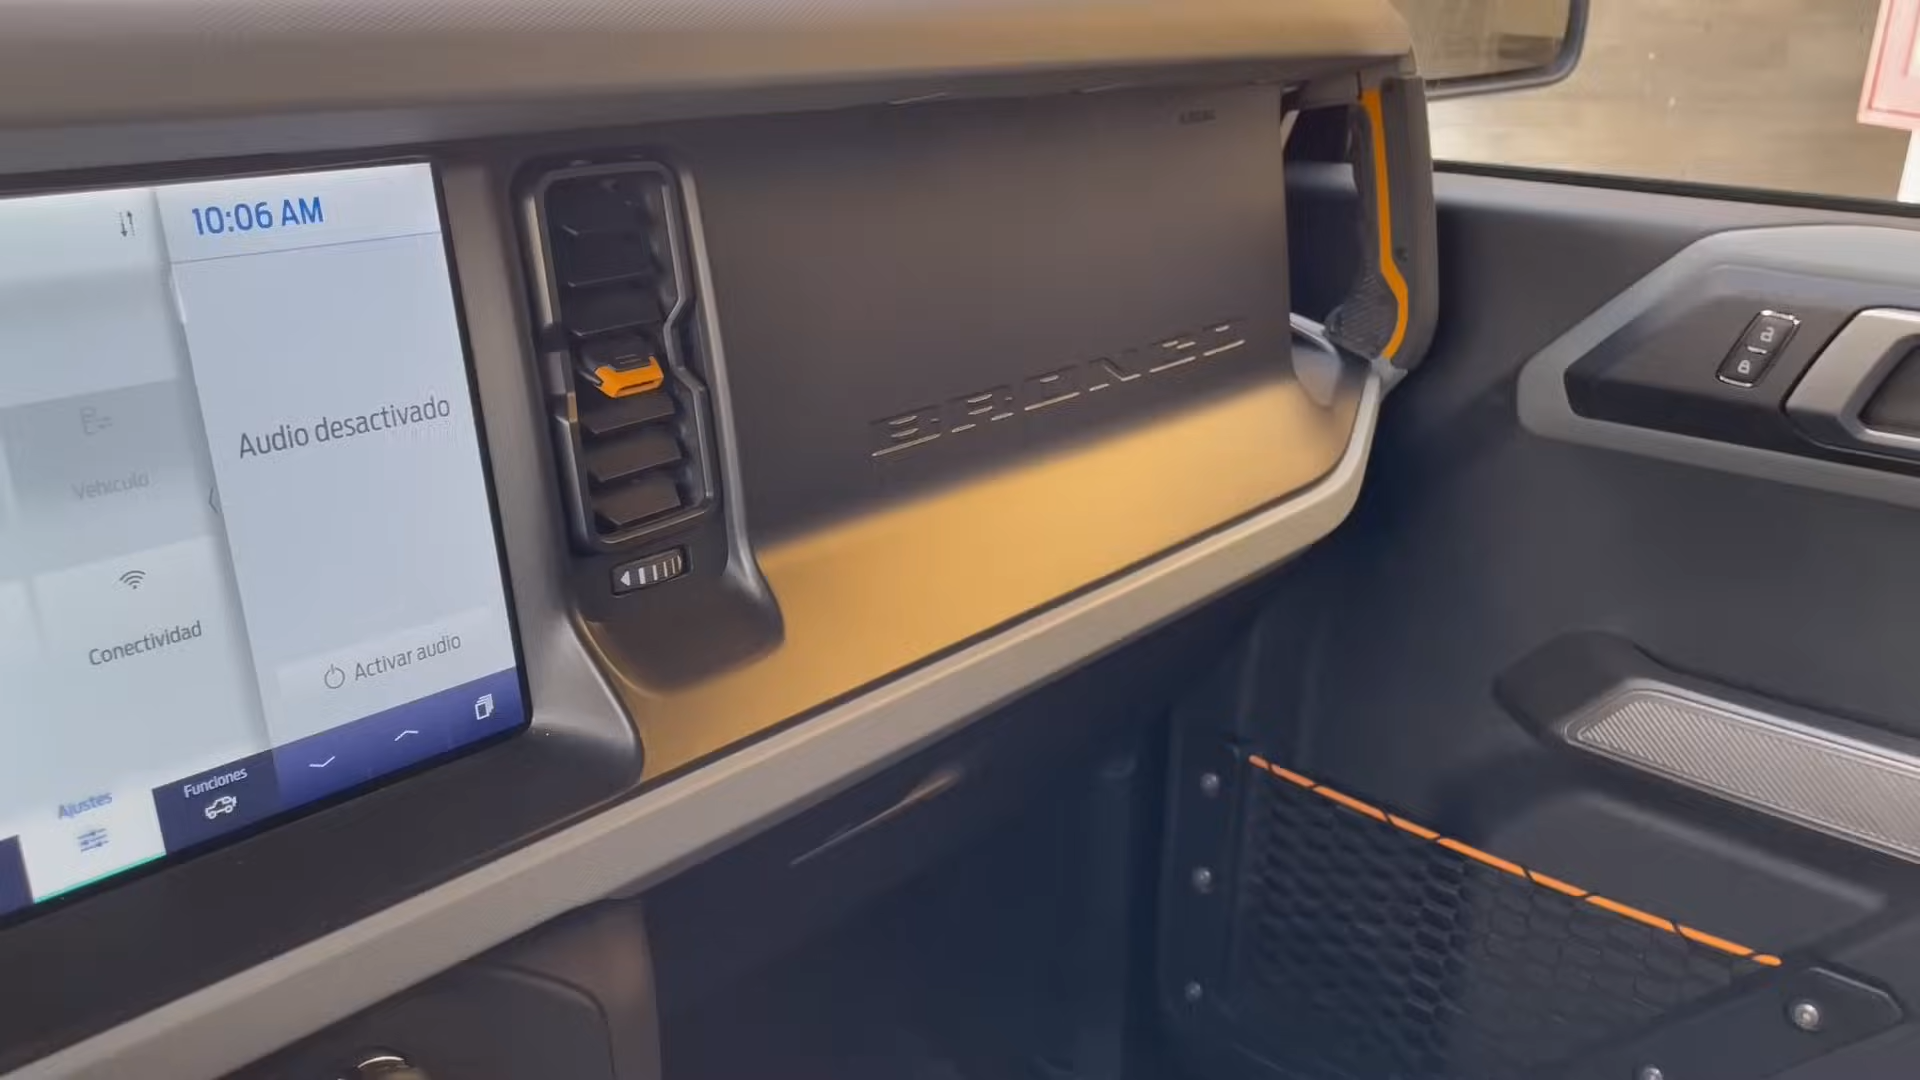 10:06 AM
Audio desactivado
Vehículo
Conectividad
Activar audio
Ajustes
Funciones
BRONCO